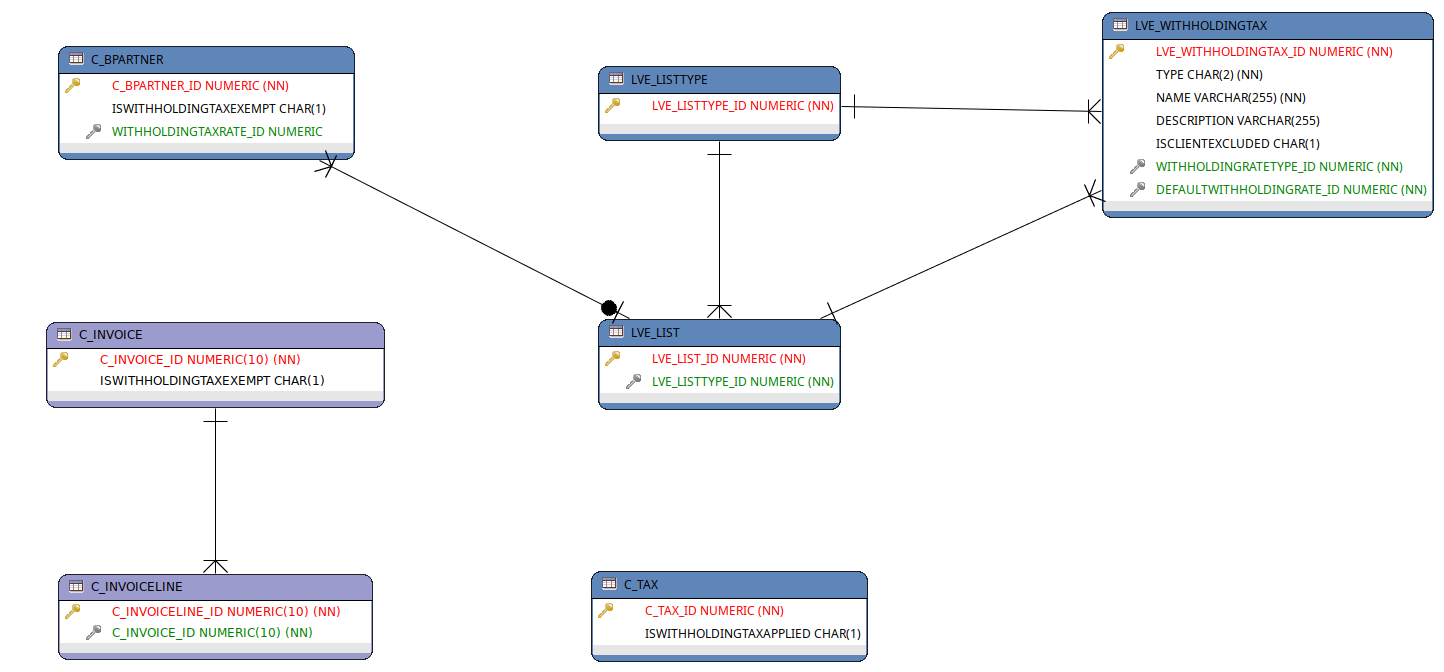 C_BPARTNER
C_BPARTNER_ID NUMERIC (NN)
ISWITHHOLDINGTAXEXEMPT CHAR(1)
WITHHOLDINGTAXRATE_ID NUMERIC
LVE_LISTTYPE
LVE_LISTTYPE_ID NUMERIC (NN)
LVE_WITHHOLDINGTAX
LVE_WITHHOLDINGTAX_ID NUMERIC (NN)
TYPE CHAR(2) (NN)
NAME VARCHAR(255) (NN)
DESCRIPTION VARCHAR(255)
ISCLIENTEXCLUDED CHAR(1)
WITHHOLDINGRATETYPE_ID NUMERIC (NN)
DEFAULTWITHHOLDINGRATE_ID NUMERIC (NN)
C_INVOICE
C_INVOICE_ID NUMERIC(10) (NN)
ISWITHHOLDINGTAXEXEMPT CHAR(1)
LVE_LIST
LVE_LIST_ID NUMERIC (NN)
LVE_LISTTYPE_ID NUMERIC (NN)
C_INVOICELINE
C_INVOICELINE_ID NUMERIC(10) (NN)
C_INVOICE_ID NUMERIC(10) (NN)
C_TAX
C_TAX_ID NUMERIC (NN)
ISWITHHOLDINGTAXAPPLIED CHAR(1)